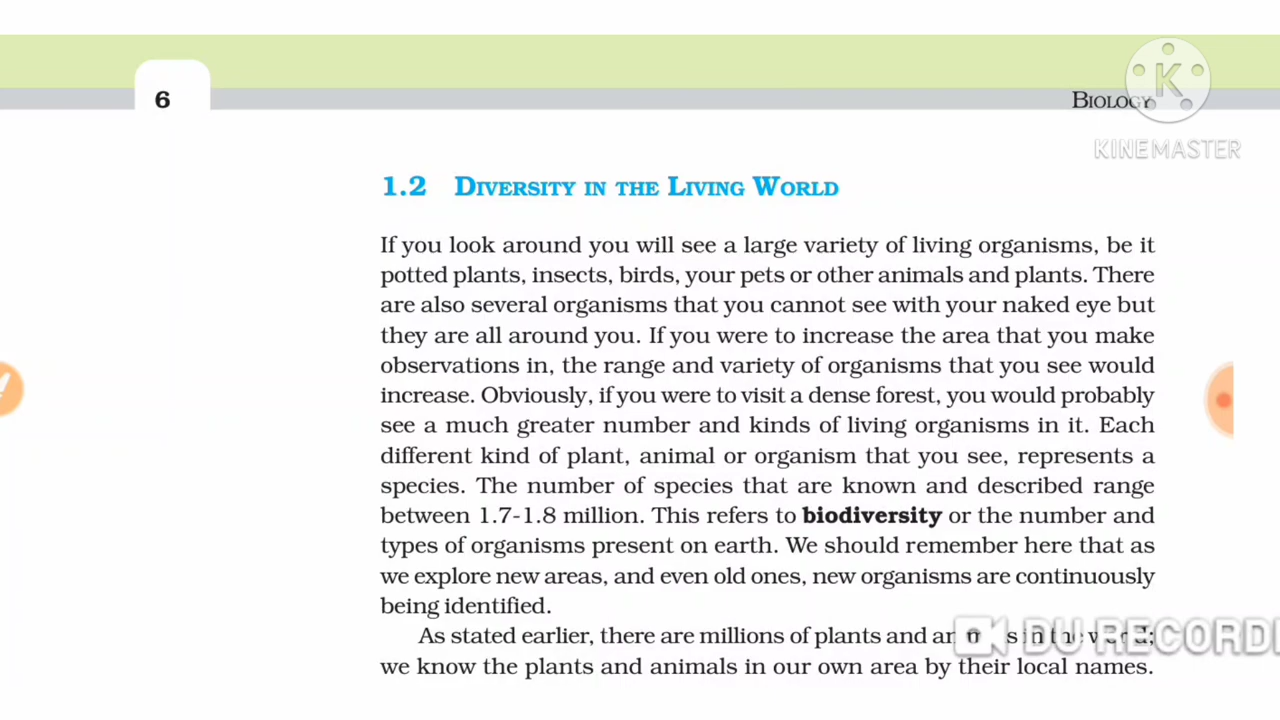 6
BIOLOGY
K
KINEMASTER
1.2 DIVERSITY IN THE LIVING WORLD
If you look around you will see a large variety of living organisms, be it
potted plants, insects, birds, your pets or other animals and plants. There
are also several organisms that you cannot see with your naked eye but
they are all around you. If you were to increase the area that you make
observations in, the range and variety of organisms that you see would
increase. Obviously, if you were to visit a dense forest, you would probably
see a much greater number and kinds of living organisms in it. Each
different kind of plant, animal or organism that you see, represents a
species. The number of species that are known and described range
between 1.7-1.8 million. This refers to biodiversity or the number and
types of organisms present on earth. We should remember here that as
we explore new areas, and even old ones, new organisms are continuously
being identified.
As stated earlier, there are millions of plants and animals in the world;
DU RECORD
we know the plants and animals in our own area by their local names.